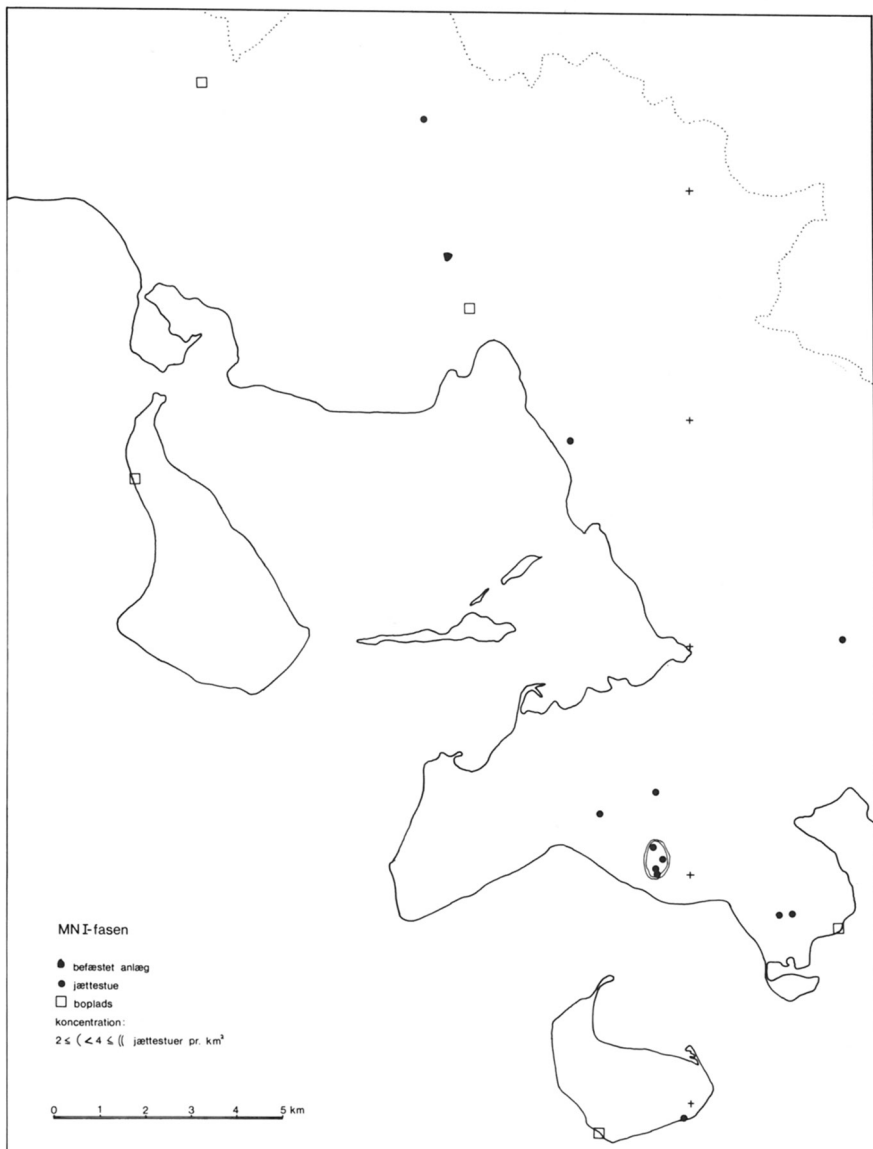 MN I-fasen
befæstet anlæg
jættestue
boplads
koncentration:
2 ≤ ( < 4 ≤ (( jættestuer pr. km²
0 1 2 3 4 5 km